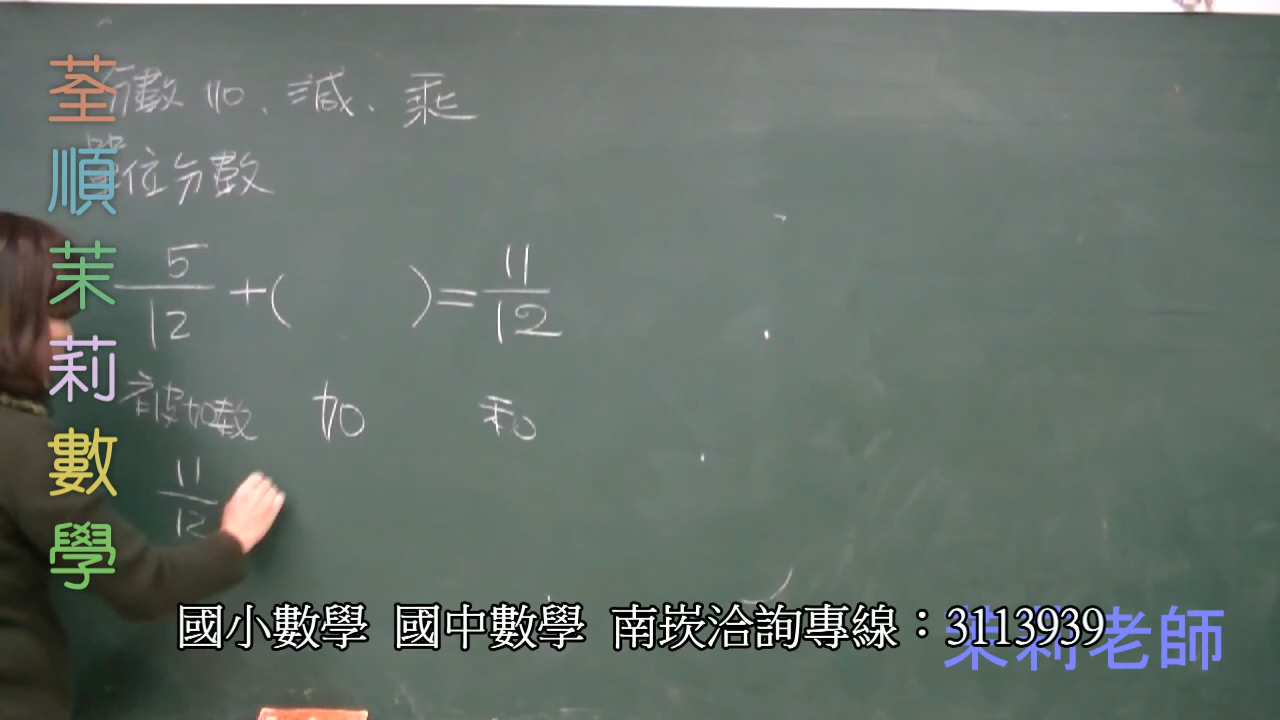 分數加、減、乘
單位分數
5/12 + ( ) = 11/12
被加數 加 和
11/12
荃順茉莉數學
國小數學 國中數學 南崁洽詢專線：3113939
茉莉老師